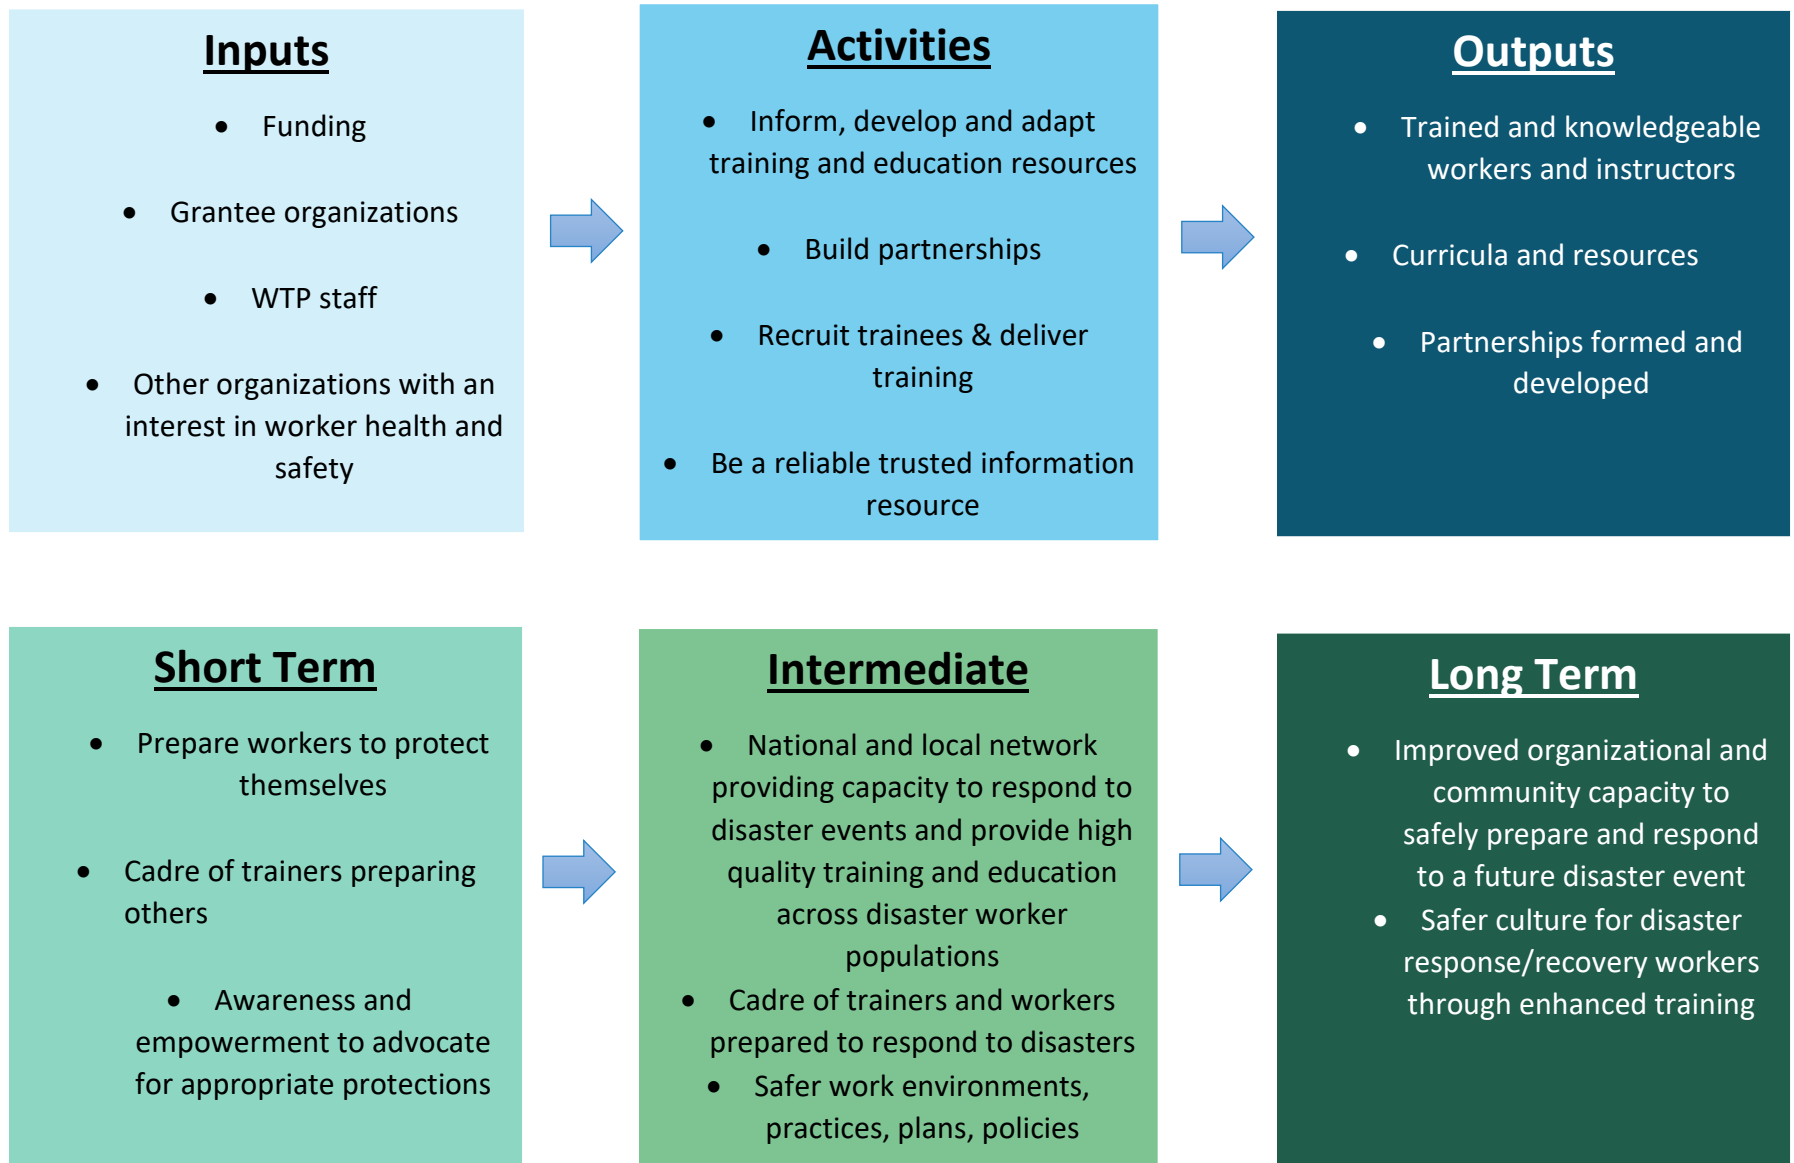 Inputs
• Funding
• Grantee organizations
• WTP staff
• Other organizations with an
interest in worker health and
safety
Activities
• Inform, develop and adapt
training and education resources
• Build partnerships
• Recruit trainees & deliver
training
• Be a reliable trusted information
resource
Outputs
• Trained and knowledgeable
workers and instructors
• Curricula and resources
• Partnerships formed and
developed
Short Term
• Prepare workers to protect
themselves
• Cadre of trainers preparing
others
• Awareness and
empowerment to advocate
for appropriate protections
Intermediate
• National and local network
providing capacity to respond to
disaster events and provide high
quality training and education
across disaster worker
populations
• Cadre of trainers and workers
prepared to respond to disasters
• Safer work environments,
practices, plans, policies
Long Term
• Improved organizational and
community capacity to
safely prepare and respond
to a future disaster event
• Safer culture for disaster
response/recovery workers
through enhanced training